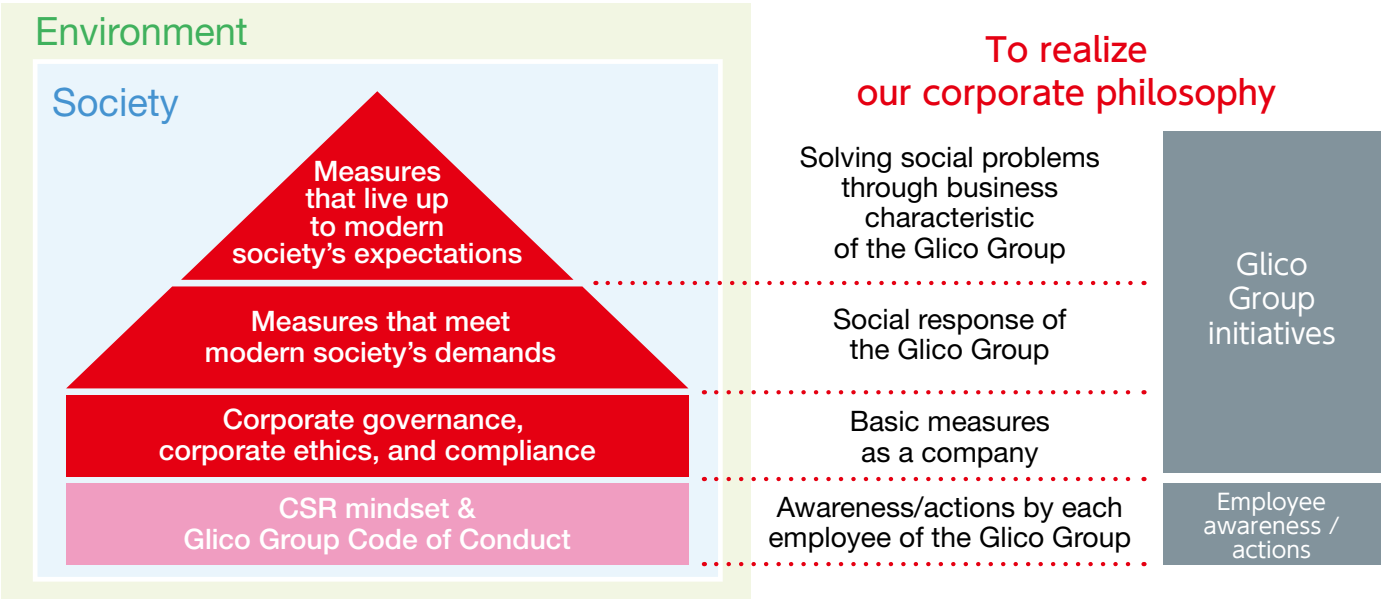 Environment
Society
Measures
that live up
to modern
society’s expectations
Measures that meet
modern society’s demands
Corporate governance,
corporate ethics, and compliance
CSR mindset &
Glico Group Code of Conduct
To realize
our corporate philosophy
Solving social problems
through business
characteristic
of the Glico Group
Social response of
the Glico Group
Basic measures
as a company
Awareness/actions by each
employee of the Glico Group
Glico
Group
initiatives
Employee
awareness /
actions